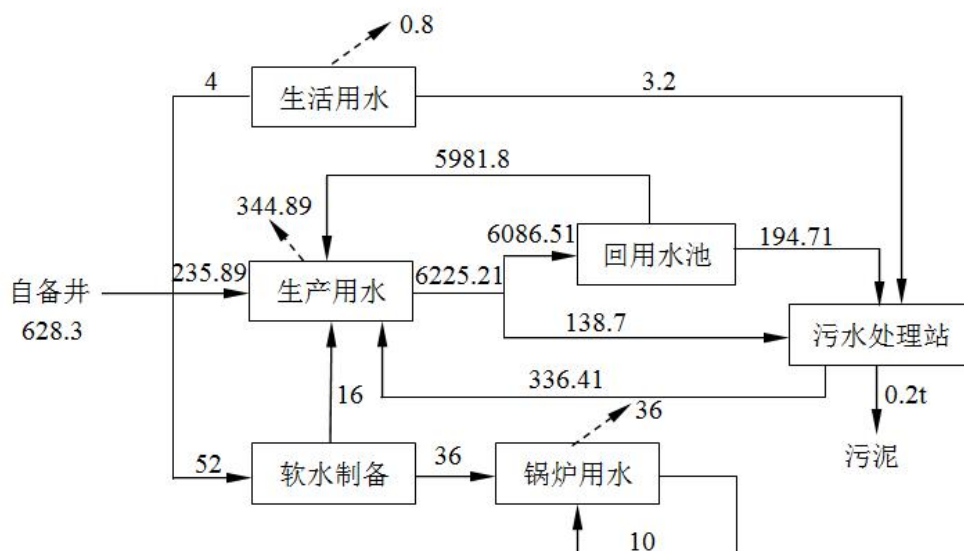 0.8
4
生活用水
3.2
5981.8
344.89
6086.51
回用水池
194.71
自备井
235.89
生产用水
6225.21
628.3
138.7
污水处理站
336.41
16
36
0.2t
52
软水制备
36
锅炉用水
污泥
10